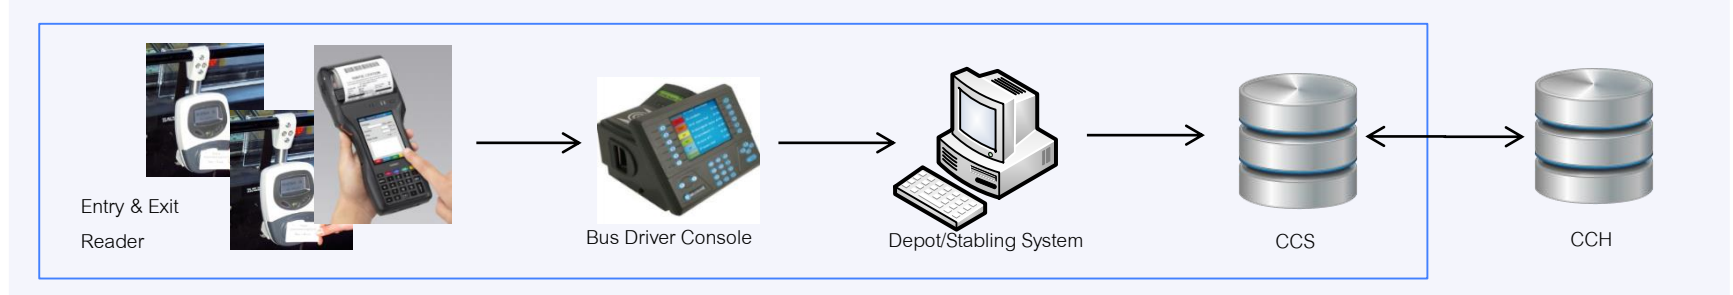 Entry & Exit
Reader
Bus Driver Console
Depot/Stabling System
CCS
CCH